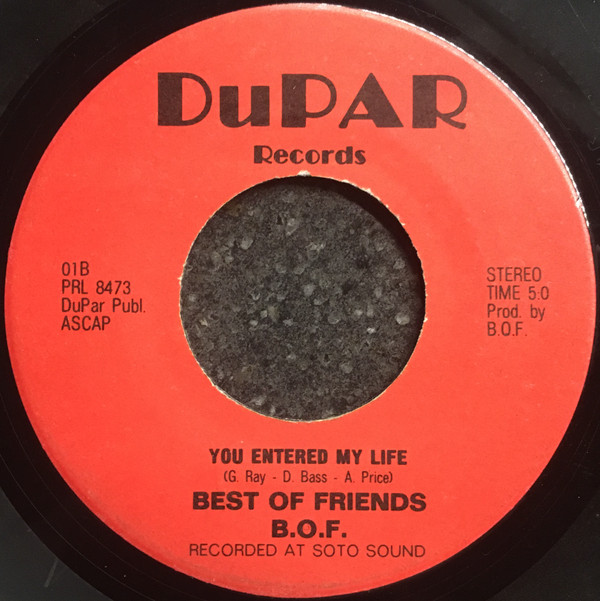 DuPAR
Records
01B
PRL 8473
DuPar Publ.
ASCAP
STEREO
TIME 5.0
Prod. by
B.O.F.
YOU ENTERED MY LIFE
(G. Ray - D. Bass - A. Price)
BEST OF FRIENDS
B.O.F.
RECORDED AT SOTO SOUND